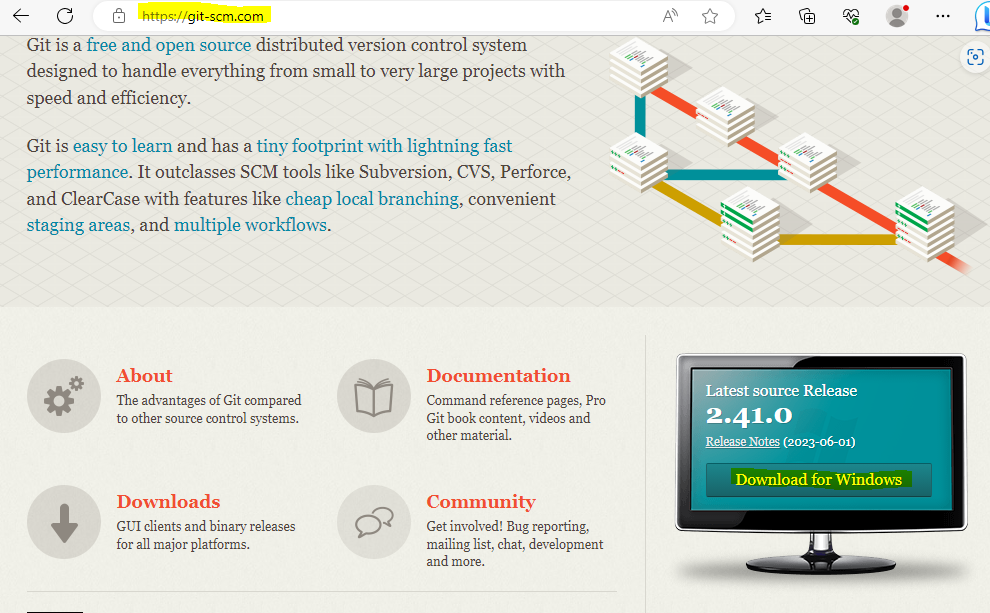 https://git-scm.com
Git is a free and open source distributed version control system
designed to handle everything from small to very large projects with
speed and efficiency.
Git is easy to learn and has a tiny footprint with lightning fast
performance. It outclasses SCM tools like Subversion, CVS, Perforce,
and ClearCase with features like cheap local branching, convenient
staging areas, and multiple workflows.
About
The advantages of Git compared
to other source control systems.
Documentation
Command reference pages, Pro
Git book content, videos and
other material.
Downloads
GUI clients and binary releases
for all major platforms.
Community
Get involved! Bug reporting,
mailing list, chat, development
and more.
Latest source Release
2.41.0
Release Notes (2023-06-01)
Download for Windows